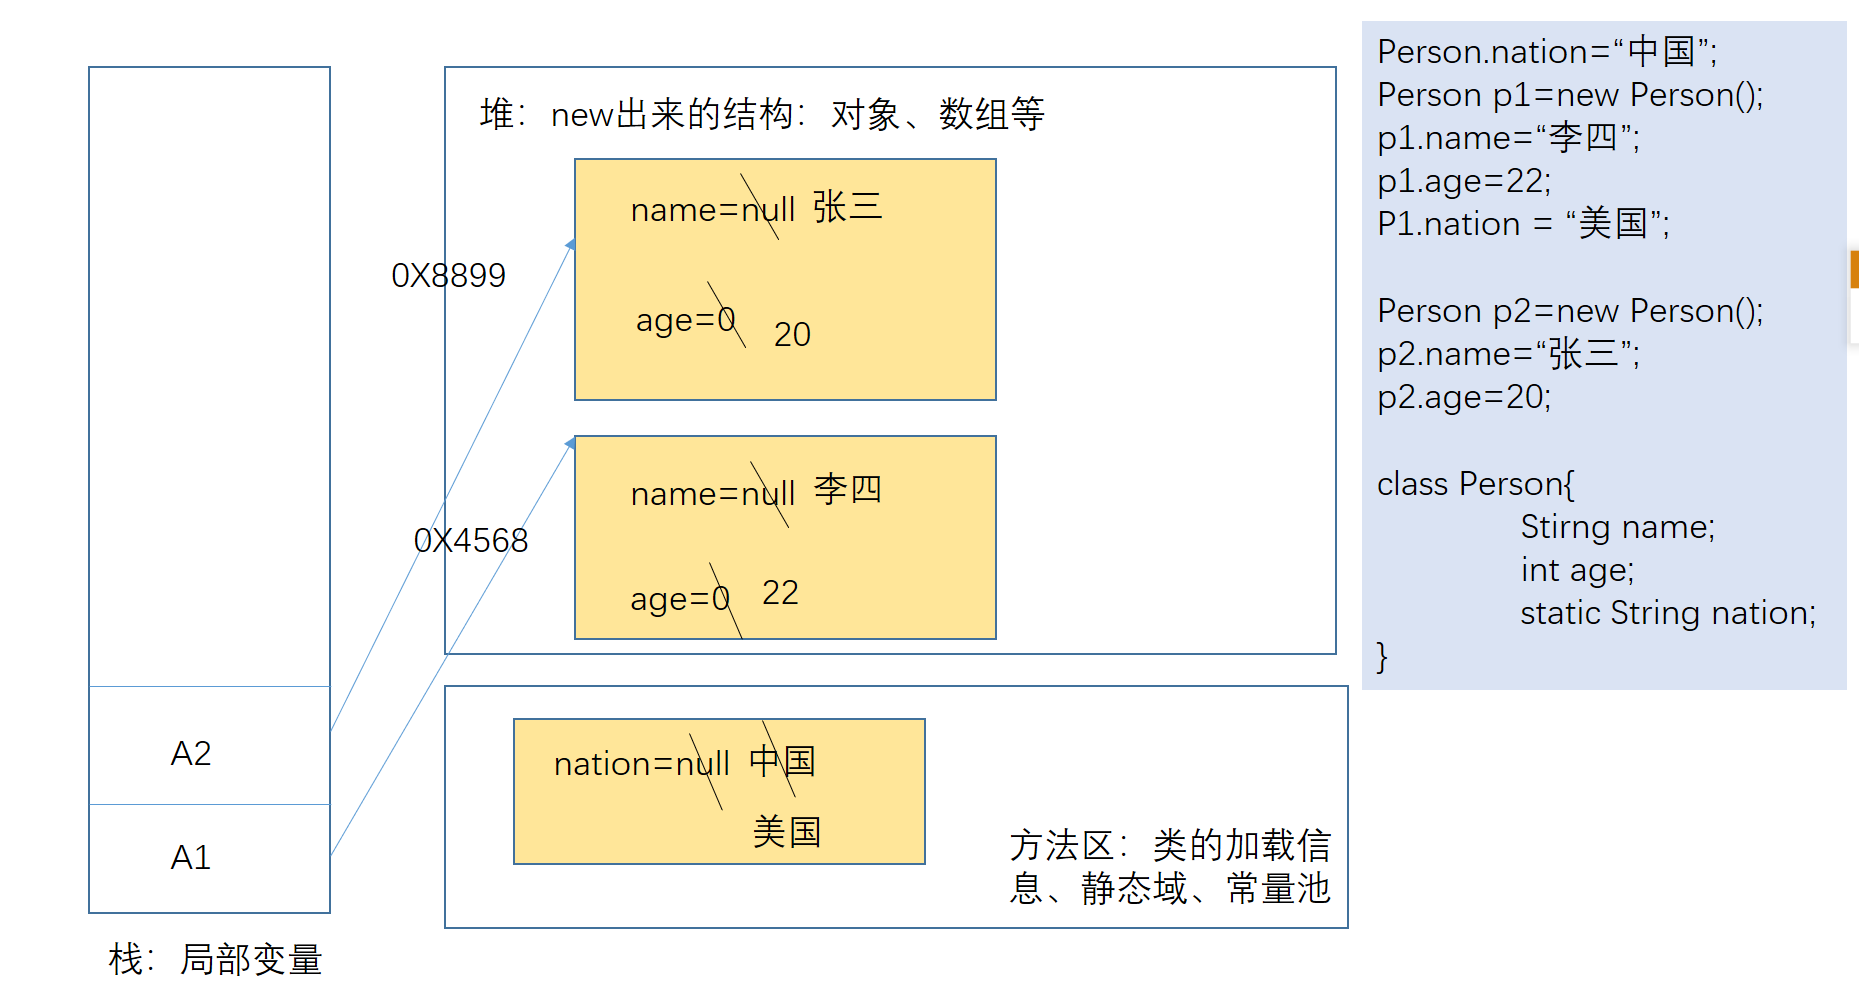 堆：new出来的结构：对象、数组等
name=null 张三
0X8899
age=0 20
name=null 李四
0X4568
age=0 22
A2
A1
栈：局部变量
nation=null 中国
美国
方法区：类的加载信
息、静态域、常量池
Person.nation=“中国”;
Person p1=new Person();
p1.name=“李四”;
p1.age=22;
P1.nation = “美国”;
Person p2=new Person();
p2.name=“张三”;
p2.age=20;
class Person{
Stirng name;
int age;
static String nation;
}